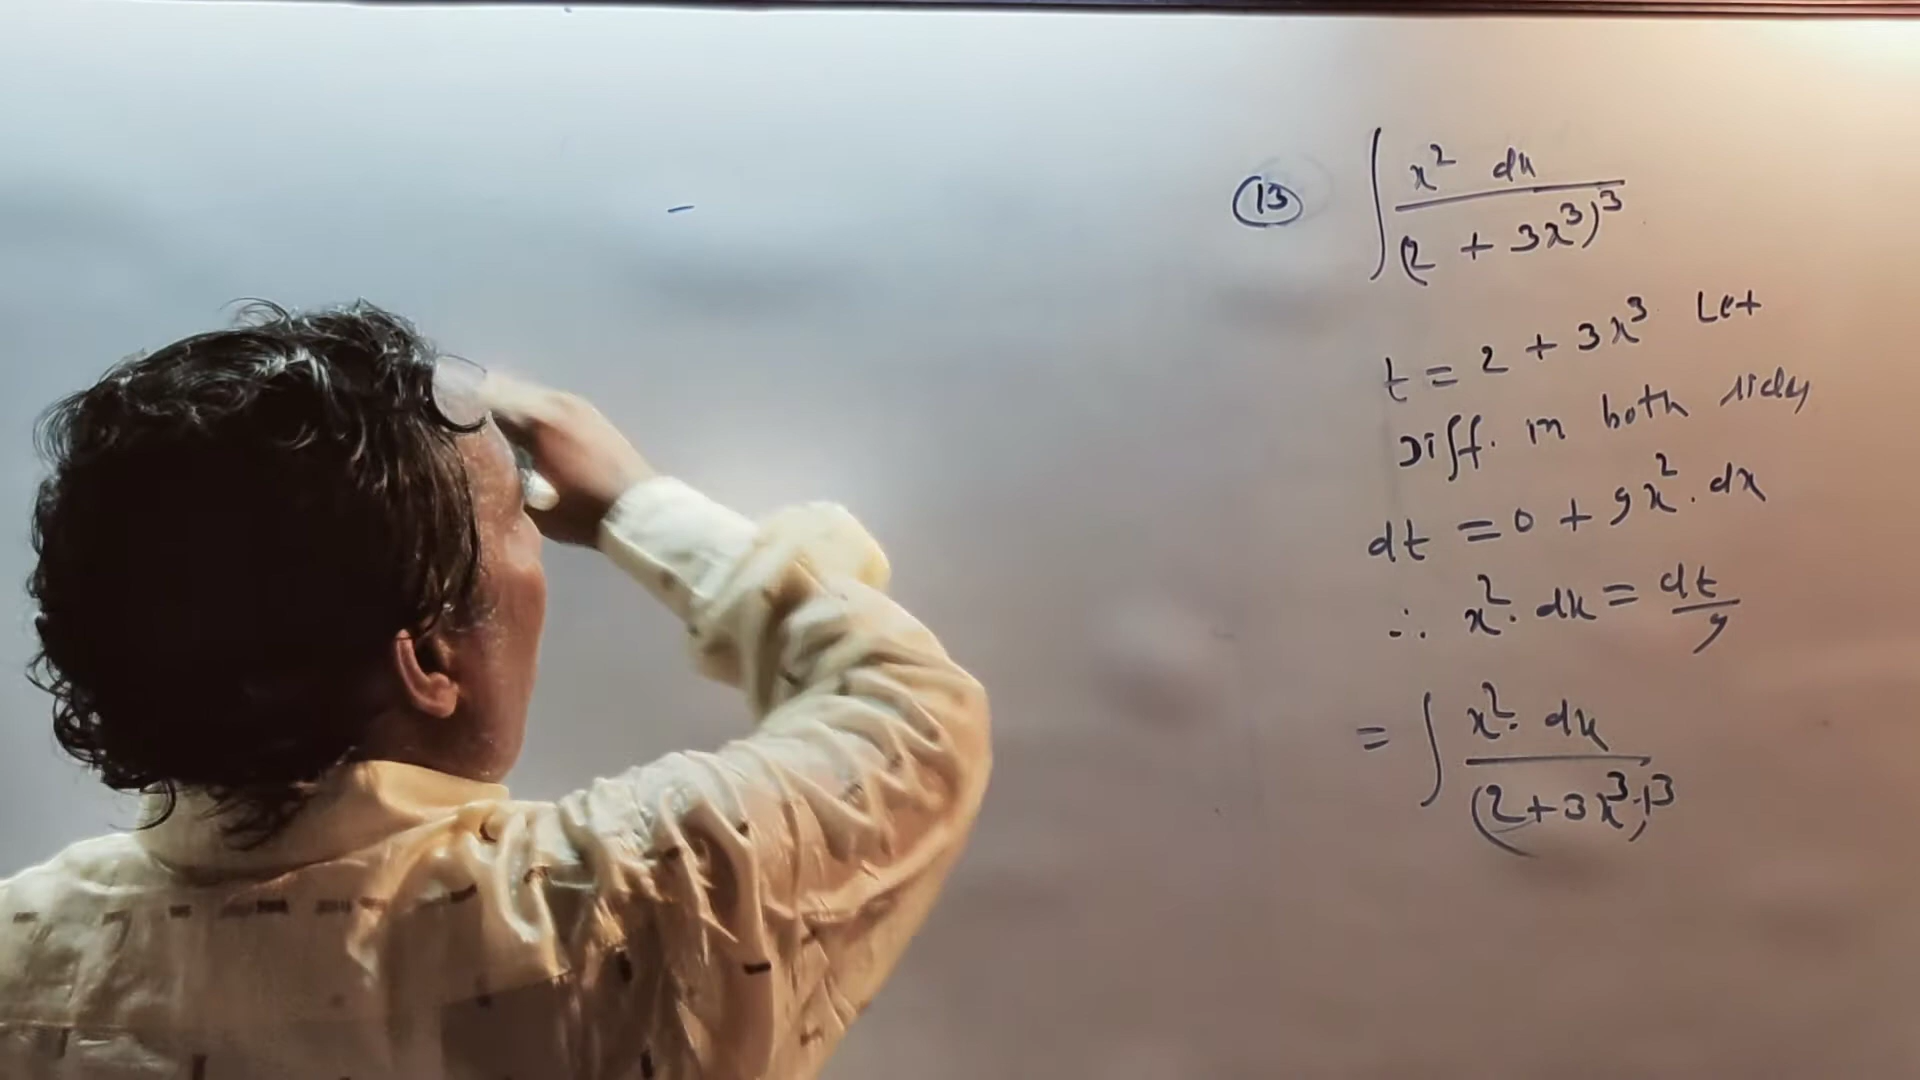 (13) ∫ x² dx / (2 + 3x³)³
t = 2 + 3x³ Let
Diff. in both sides
dt = 0 + 9x². dx
∴ x². dx = dt/9
= ∫ x². dx / (2+3x³)³